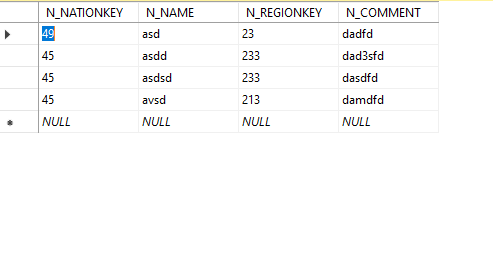 N_NATIONKEY N_NAME N_REGIONKEY N_COMMENT
49 asd 23 dadfd
45 asdd 233 dad3sfd
45 asdsd 233 dasdfd
45 avsd 213 damdfd
NULL NULL NULL NULL